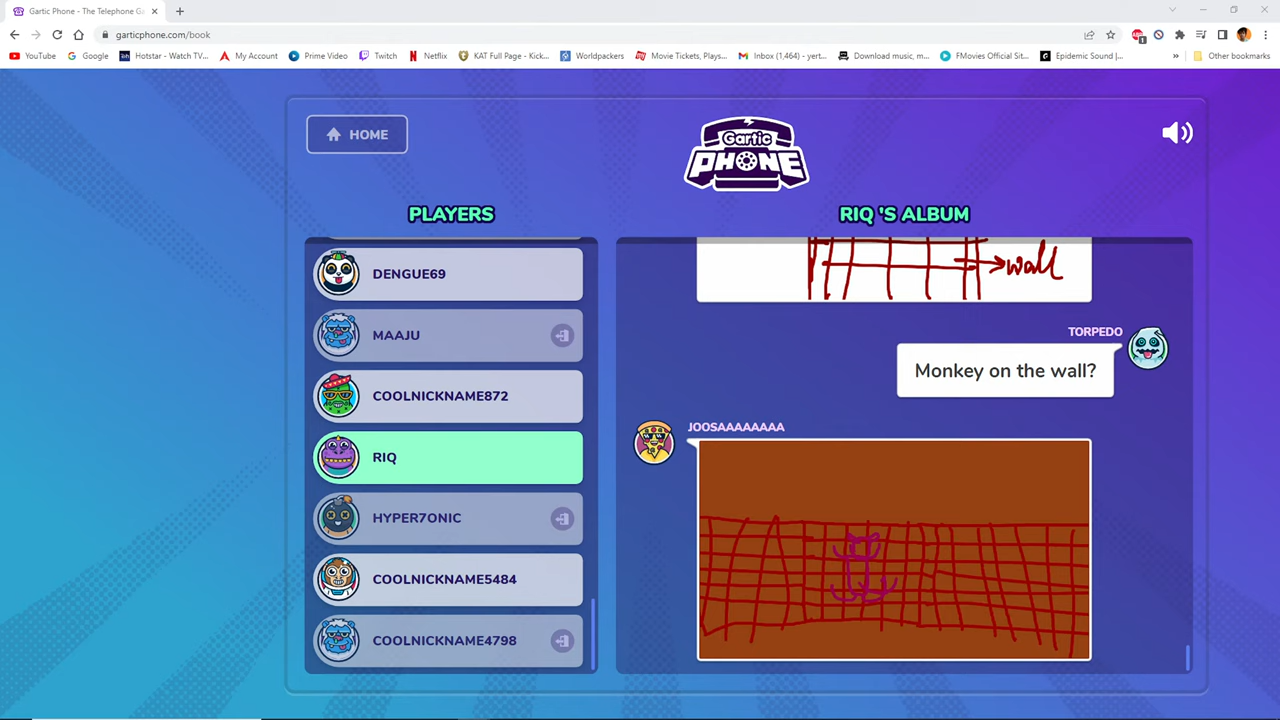 Gartic Phone - The Telephone Ga
garticphone.com/book
YouTube
Google
Hotstar - Watch TV...
My Account
Prime Video
Twitch
Netflix
KAT Full Page - Kick...
Worldpackers
Movie Tickets, Plays...
Inbox (1,464) - yert...
Download music, m...
FMovies Official Sit...
Epidemic Sound |...
Other bookmarks
HOME
Gartic
PHONE
PLAYERS
RIQ 'S ALBUM
DENGUE69
MAAJU
COOLNICKNAME872
RIQ
HYPER7ONIC
COOLNICKNAME5484
COOLNICKNAME4798
wall
TORPEDO
Monkey on the wall?
JOOSAAAAAAAA